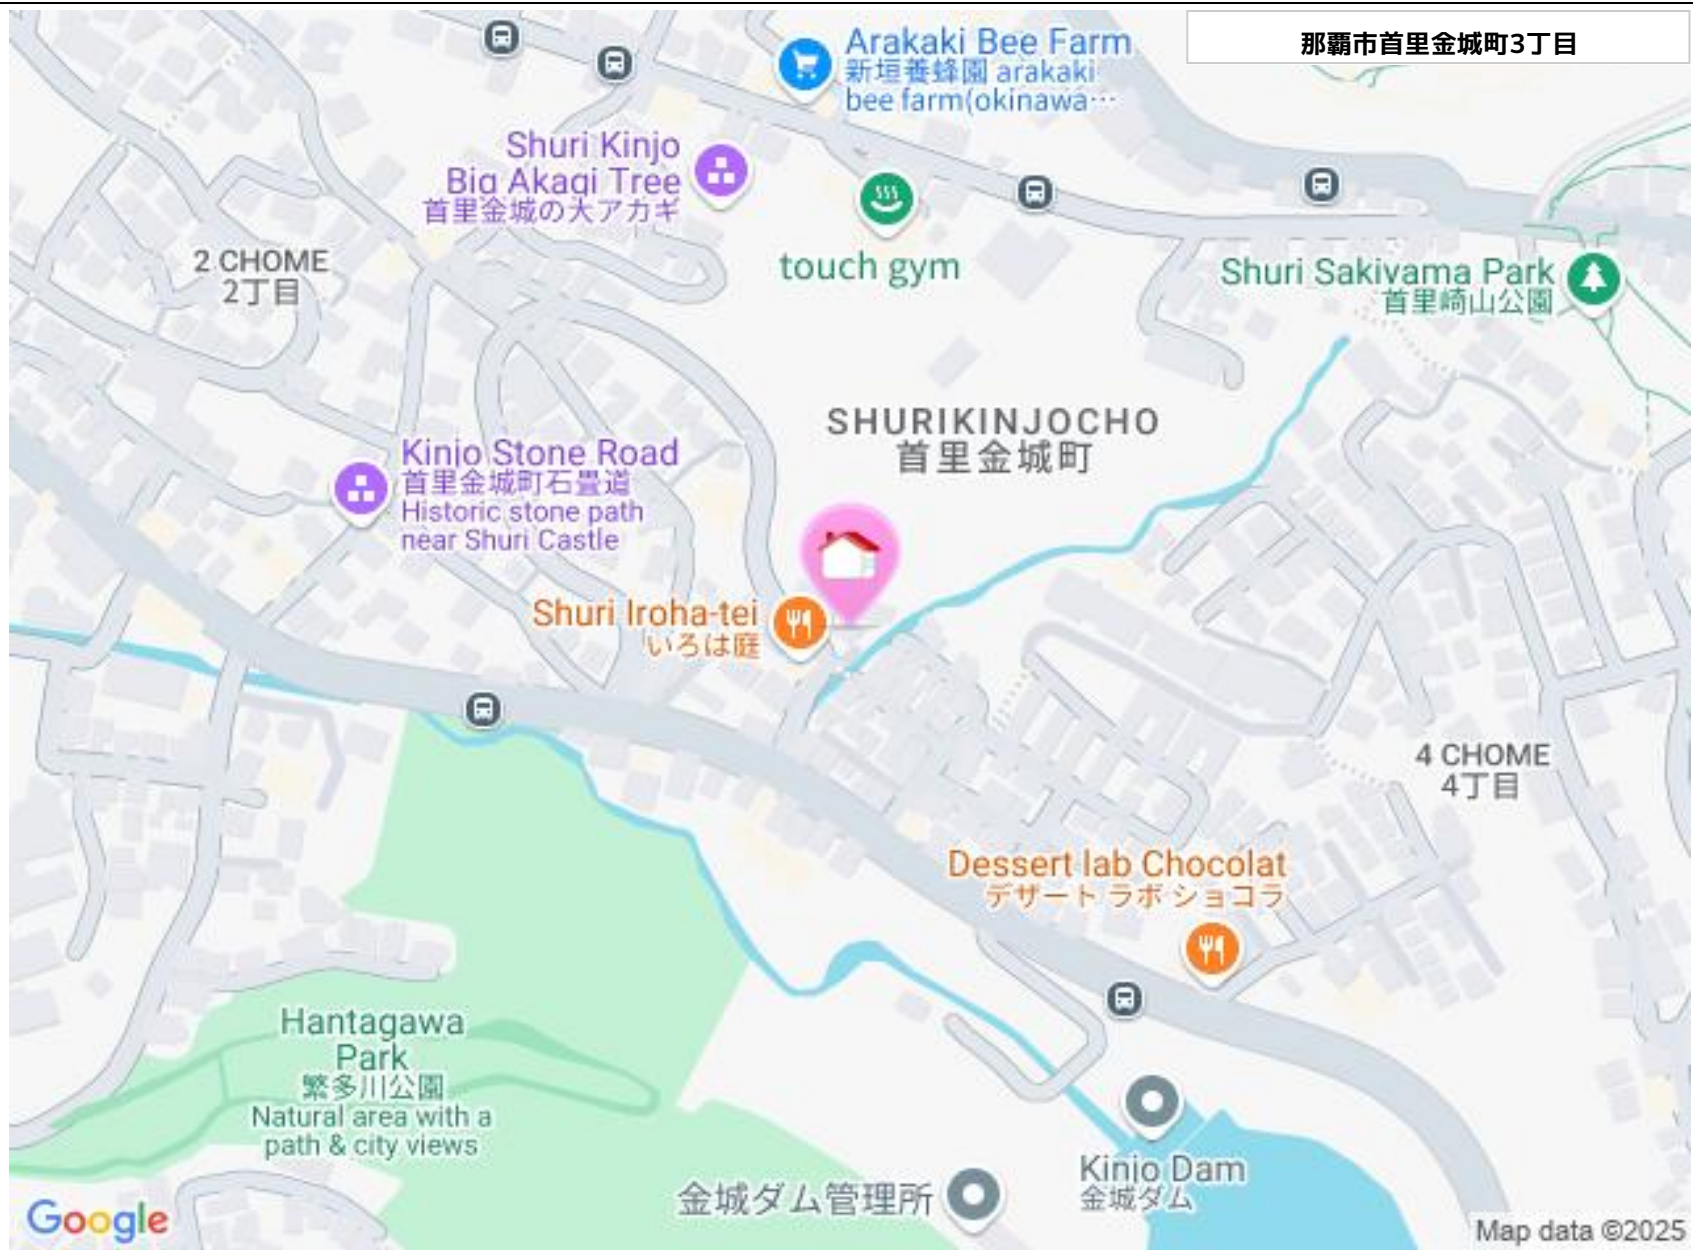 那覇市首里金城町3丁目
Arakaki Bee Farm
新垣養蜂園 arakaki
bee farm(okinawa…
Shuri Kinjo
Big Akagi Tree
首里金城の大アカギ
touch gym
2 CHOME
2丁目
Shuri Sakiyama Park
首里崎山公園
SHURIKINJOCHO
首里金城町
Kinjo Stone Road
首里金城町石畳道
Historic stone path
near Shuri Castle
Shuri Iroha-tei
いろは庭
4 CHOME
4丁目
Dessert lab Chocolat
デザート ラボ ショコラ
Hantagawa
Park
繁多川公園
Natural area with a
path & city views
Kinjo Dam
金城ダム
金城ダム管理所
Google
Map data ©2025